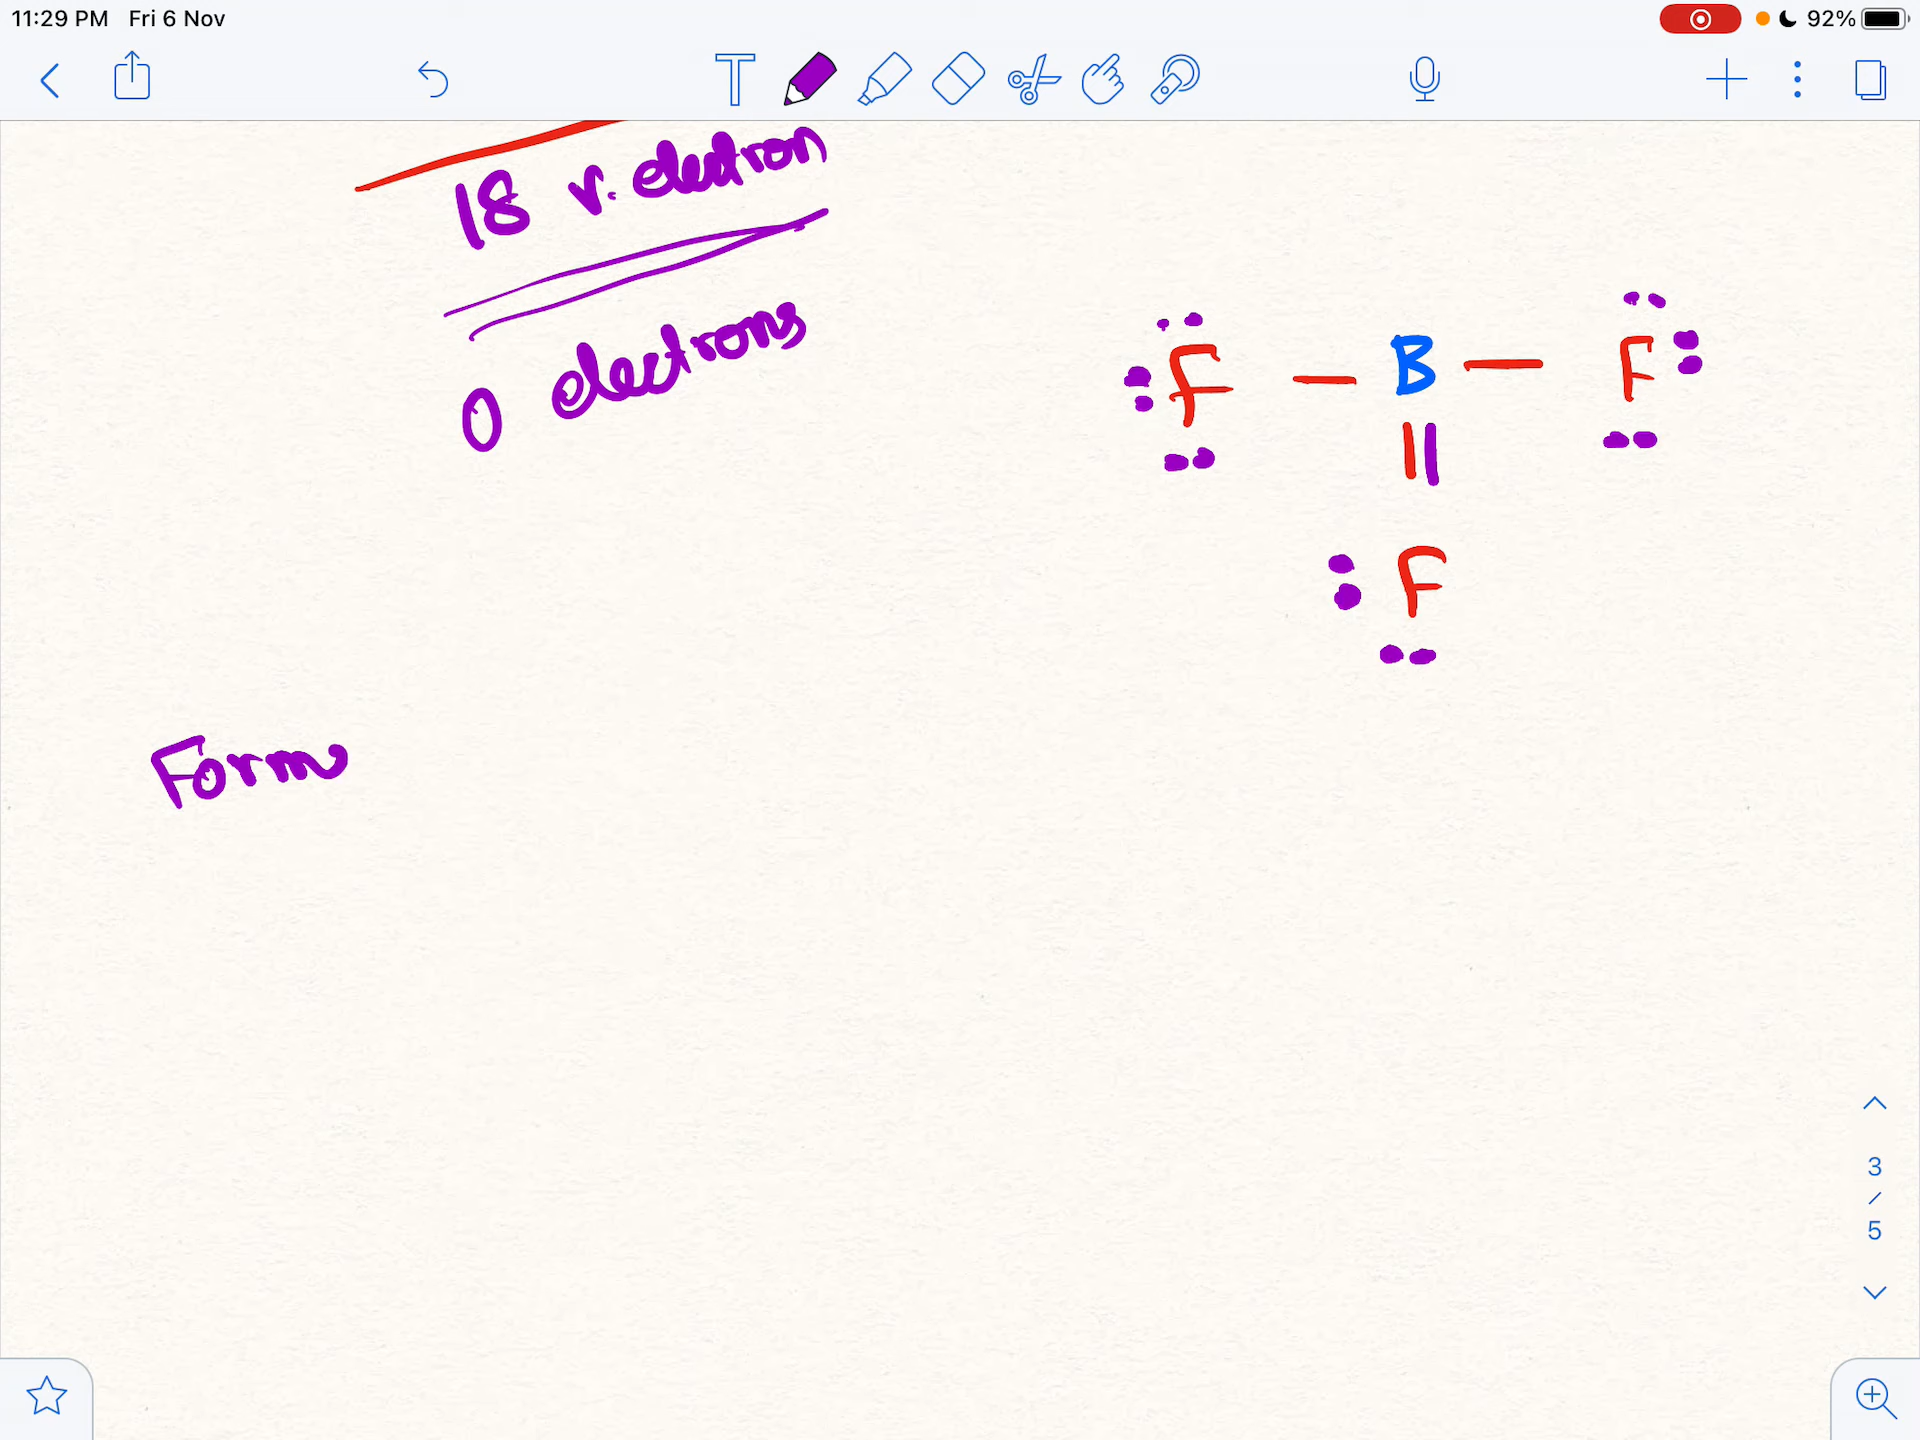 11:29 PM Fri 6 Nov
92%
T
18 v. electron
0 electrons
F — B — F
F
Form
3
/
5